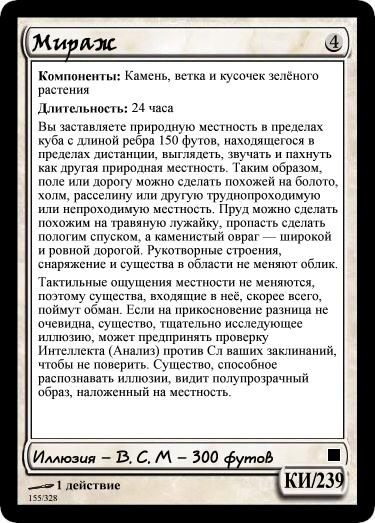 Мираж
4
Компоненты: Камень, ветка и кусочек зелёного
растения
Длительность: 24 часа
Вы заставляете природную местность в пределах
куба с длиной ребра 150 футов, находящегося в
пределах дистанции, выглядеть, звучать и пахнуть
как другая природная местность. Таким образом,
поле или дорогу можно сделать похожей на болото,
холм, расселину или другую труднопроходимую
или непроходимую местность. Пруд можно сделать
похожим на травяную лужайку, пропасть сделать
пологим спуском, а каменистый овраг — широкой
и ровной дорогой. Рукотворные строения,
снаряжение и существа в области не меняют облик.
Тактильные ощущения местности не меняются,
поэтому существа, входящие в неё, скорее всего,
поймут обман. Если на прикосновение разница не
очевидна, существо, тщательно исследующее
иллюзию, может предпринять проверку
Интеллекта (Анализ) против Сл ваших заклинаний,
чтобы не поверить. Существо, способное
распознавать иллюзии, видит полупрозрачный
образ, наложенный на местность.
Иллюзия – В, С, М – 300 футов
КИ/239
1 действие
155/328